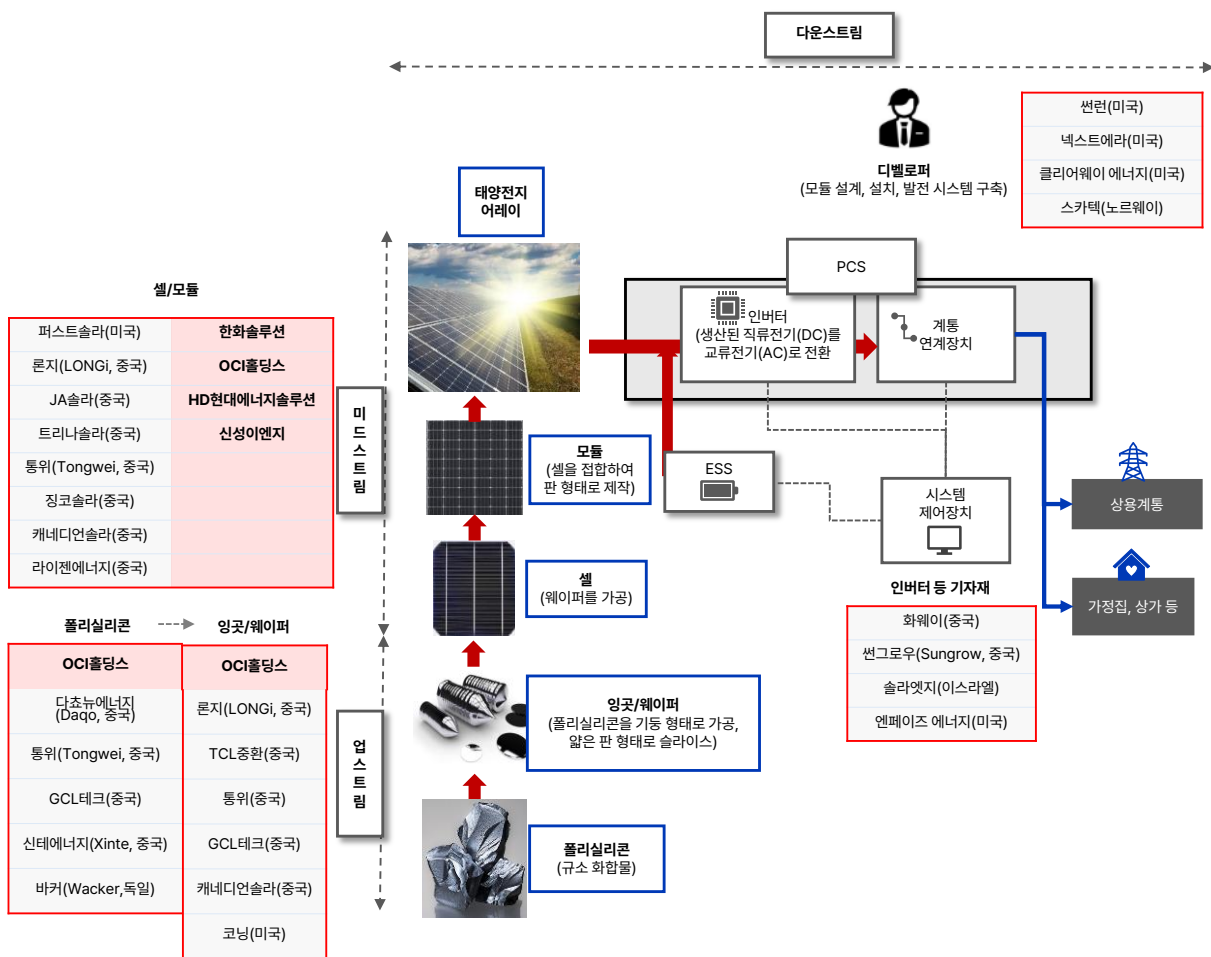 다운스트림
디벨로퍼
(모듈 설계, 설치, 발전 시스템 구축)
썬런(미국)
넥스트에라(미국)
클리어웨이 에너지(미국)
스카텍(노르웨이)
태양전지
어레이
PCS
인버터
(생산된 직류전기(DC)를
교류전기(AC)로 전환
계통
연계장치
셀/모듈
퍼스트솔라(미국)
한화솔루션
론지(LONGi, 중국)
OCI홀딩스
JA솔라(중국)
HD현대에너지솔루션
트리나솔라(중국)
신성이엔지
통위(Tongwei, 중국)
징코솔라(중국)
캐네디언솔라(중국)
라이젠에너지(중국)
미
드
스
트
림
모듈
(셀을 접합하여
판 형태로 제작)
ESS
시스템
제어장치
상용계통
셀
(웨이퍼를 가공)
가정집, 상가 등
인버터 등 기자재
화웨이(중국)
썬그로우(Sungrow, 중국)
솔라엣지(이스라엘)
엔페이즈 에너지(미국)
폴리실리콘
잉곳/웨이퍼
OCI홀딩스
OCI홀딩스
다쵸뉴에너지
(Daqo, 중국)
론지(LONGi, 중국)
통위(Tongwei, 중국)
TCL중환(중국)
GCL테크(중국)
통위(중국)
신테에너지(Xinte, 중국)
GCL테크(중국)
바커(Wacker,독일)
캐네디언솔라(중국)
코닝(미국)
업
스
트
림
잉곳/웨이퍼
(폴리실리콘을 기둥 형태로 가공,
얇은 판 형태로 슬라이스)
폴리실리콘
(규소 화합물)